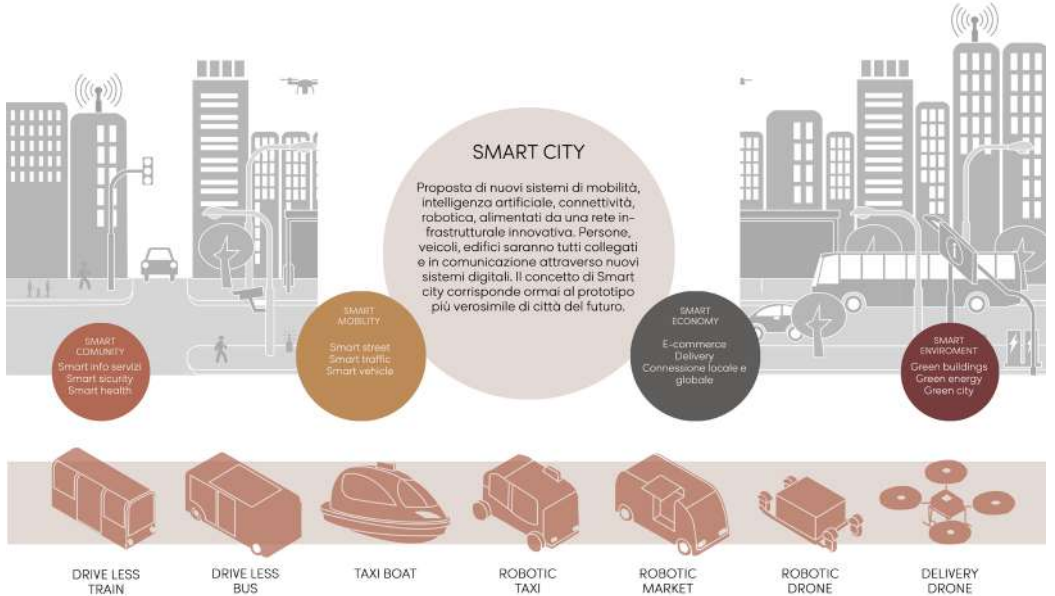 SMART CITY
Proposta di nuovi sistemi di mobilità,
intelligenza artificiale, connettività,
robotica, alimentati da una rete in-
frastrutturale innovativa. Persone,
veicoli, edifici saranno tutti collegati
e in comunicazione attraverso nuovi
sistemi digitali. Il concetto di Smart
city corrisponde ormai al prototipo
più verosimile di città del futuro.
SMART
COMUNITY
Smart info servizi
Smart sicurity
Smart health
SMART
MOBILITY
Smart street
Smart traffic
Smart vehicle
SMART
ECONOMY
E-commerce
Delivery
Connessione locale e
globale
SMART
ENVIROMENT
Green buildings
Green energy
Green city
DRIVE LESS
TRAIN
DRIVE LESS
BUS
TAXI BOAT
ROBOTIC
TAXI
ROBOTIC
MARKET
ROBOTIC
DRONE
DELIVERY
DRONE